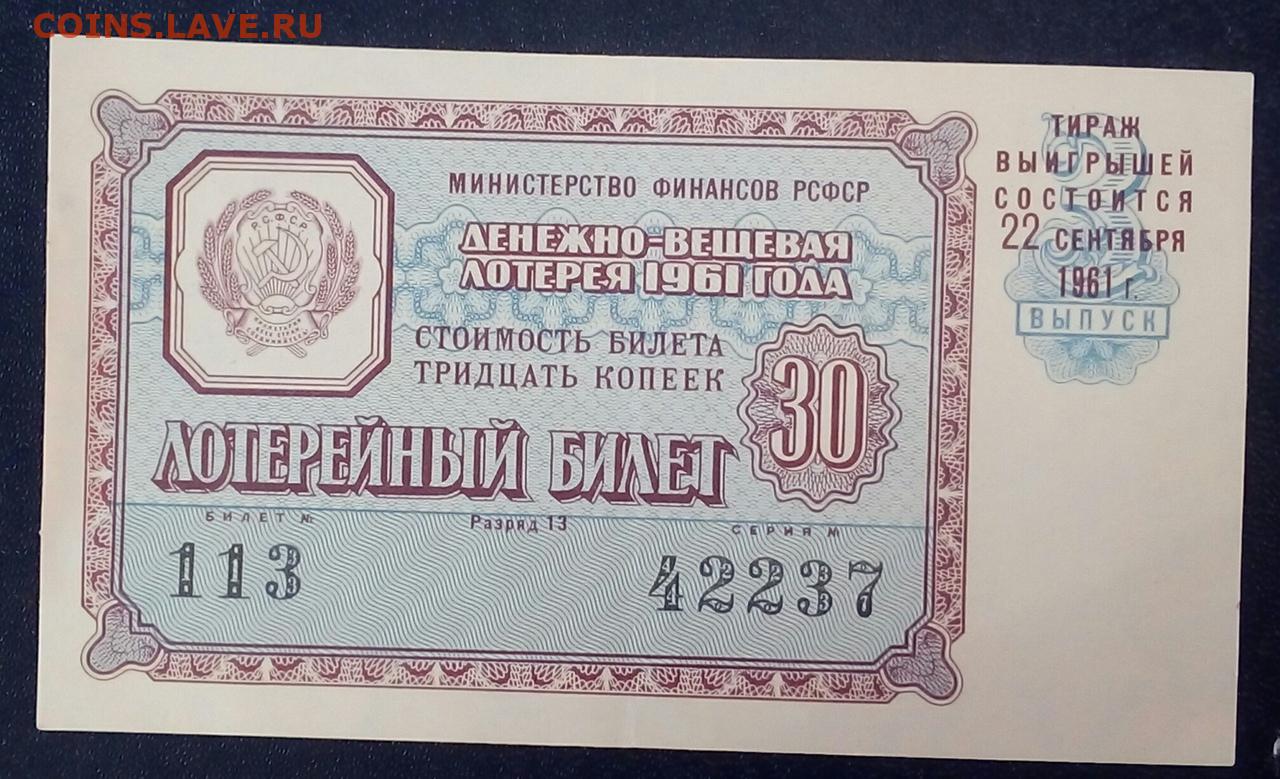 COINS.LAVE.RU
ТИРАЖ
ВЫИГРЫШЕЙ
СОСТОИТСЯ
22 СЕНТЯБРЯ
1961 г.
3
ВЫПУСК
Р.С.Ф.С.Р.
МИНИСТЕРСТВО ФИНАНСОВ РСФСР
ДЕНЕЖНО-ВЕЩЕВАЯ
ЛОТЕРЕЯ 1961 ГОДА
СТОИМОСТЬ БИЛЕТА
ТРИДЦАТЬ КОПЕЕК
30
ЛОТЕРЕЙНЫЙ БИЛЕТ
БИЛЕТ № Разряд 13 СЕРИЯ №
113 42237